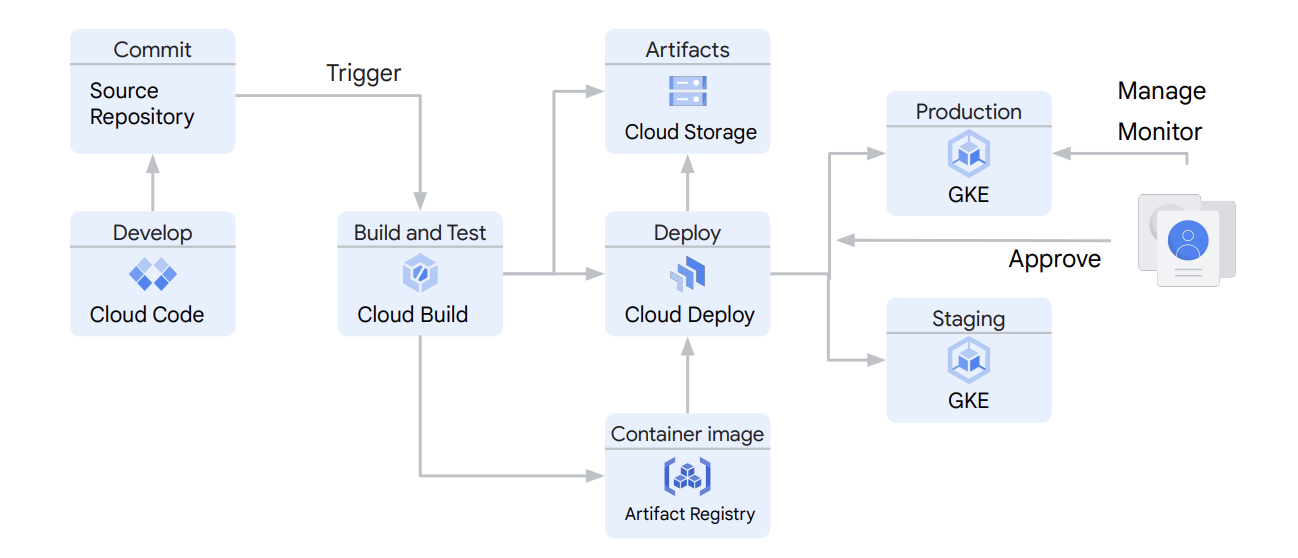 Commit
Source
Repository
Trigger
Artifacts
Cloud Storage
Production
GKE
Manage
Monitor
Develop
Cloud Code
Build and Test
Cloud Build
Deploy
Cloud Deploy
Approve
Staging
GKE
Container image
Artifact Registry